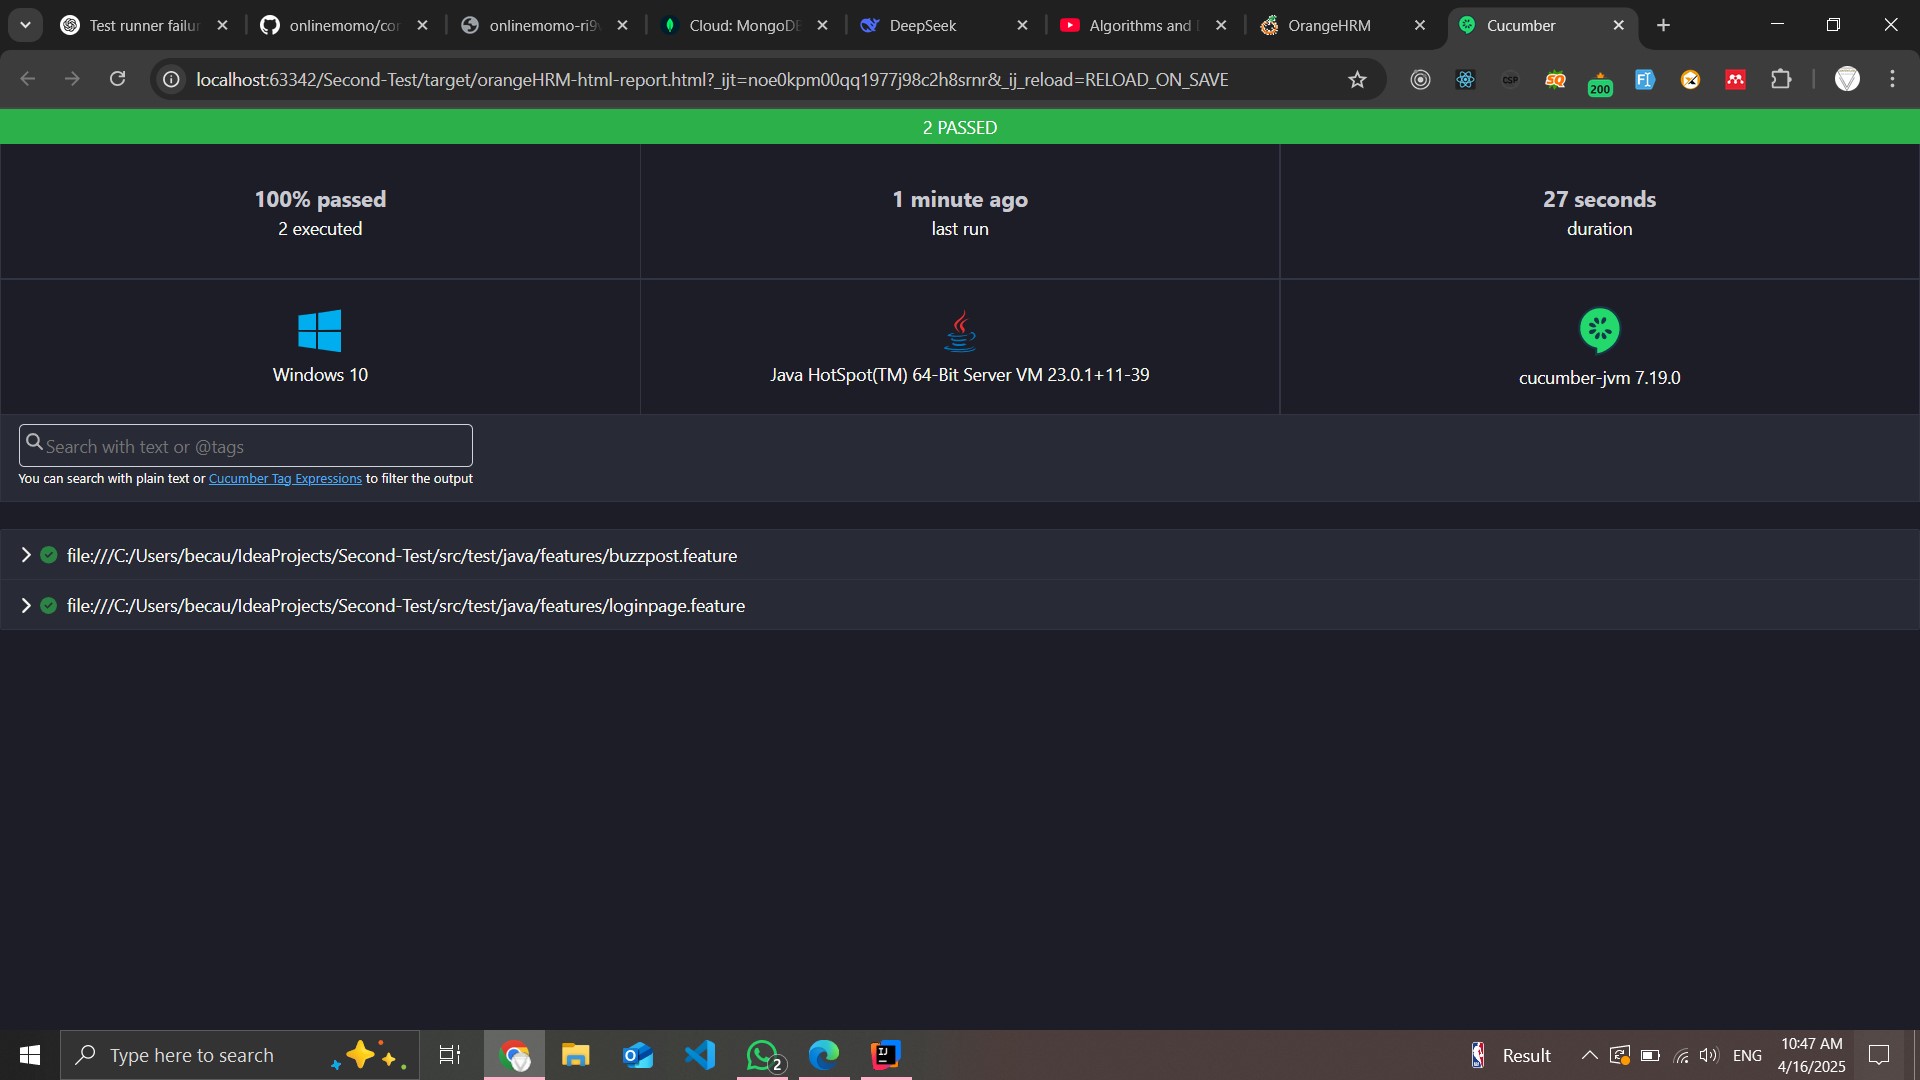 Test runner failur
onlinemomo/cor
onlinemomo-ri9
Cloud: MongoDB
DeepSeek
Algorithms and
OrangeHRM
Cucumber
localhost:63342/Second-Test/target/orangeHRM-html-report.html?_ijt=noe0kpm00qq1977j98c2h8srnr&_ij_reload=RELOAD_ON_SAVE
CSP
SQ
200
2 PASSED
100% passed
2 executed
1 minute ago
last run
27 seconds
duration
Windows 10
Java HotSpot(TM) 64-Bit Server VM 23.0.1+11-39
cucumber-jvm 7.19.0
Search with text or @tags
You can search with plain text or Cucumber Tag Expressions to filter the output
file:///C:/Users/becau/IdeaProjects/Second-Test/src/test/java/features/buzzpost.feature
file:///C:/Users/becau/IdeaProjects/Second-Test/src/test/java/features/loginpage.feature
Type here to search
2
Result
ENG
10:47 AM
4/16/2025